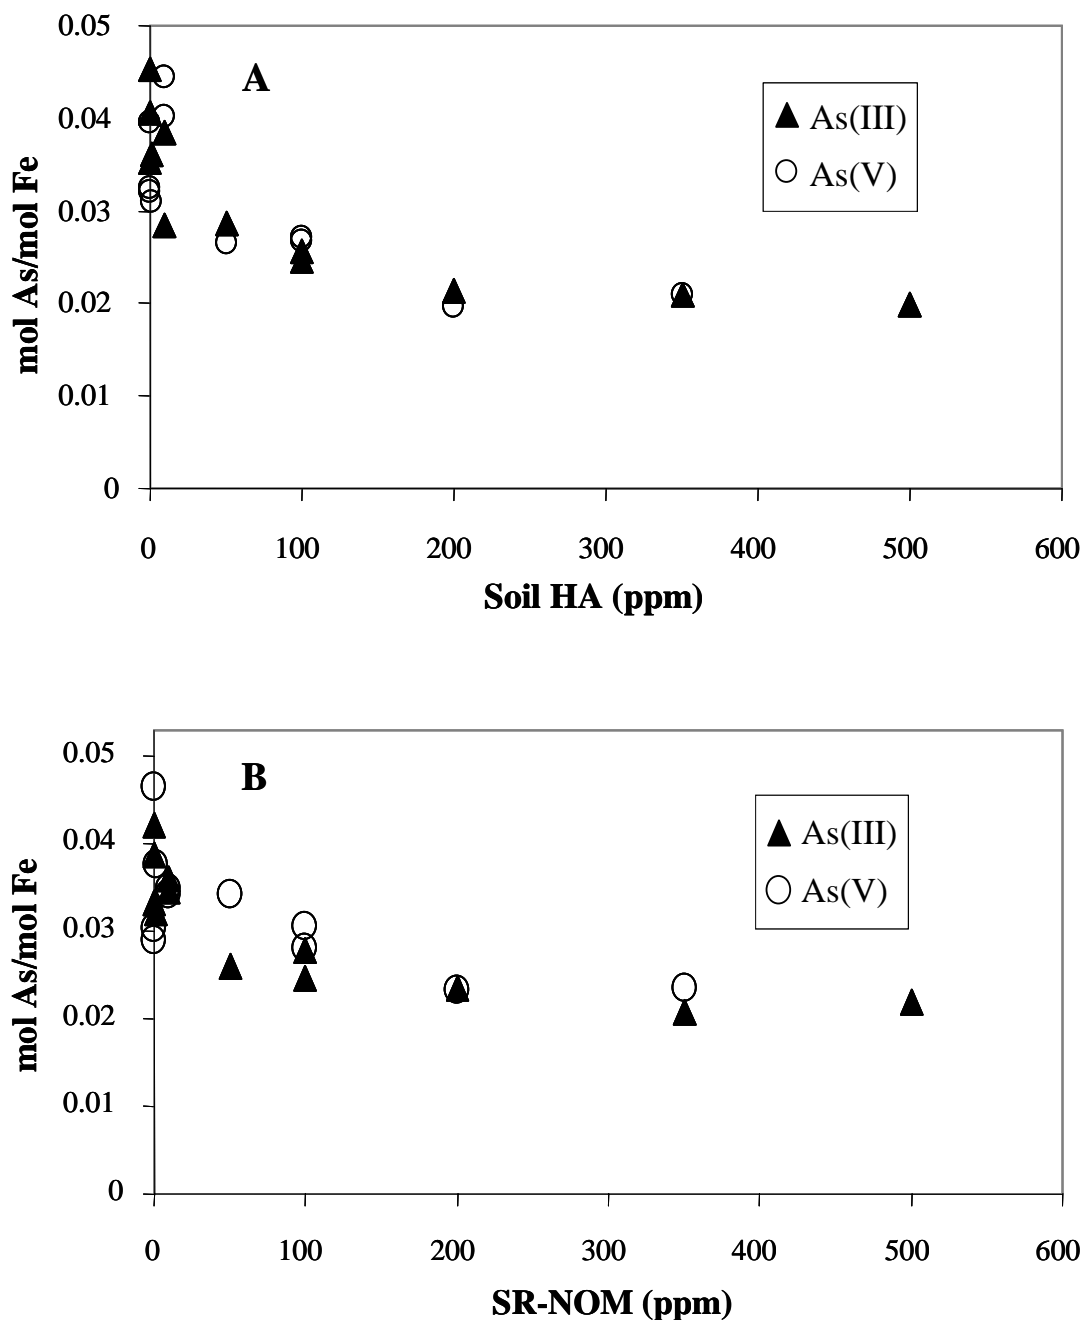 0.05
A
As(III)
0.04
As(V)
0.03
mol As/mol Fe
0.02
0.01
0
0 100 200 300 400 500 600
Soil HA (ppm)
0.05
B
As(III)
0.04
As(V)
0.03
mol As/mol Fe
0.02
0.01
0
0 100 200 300 400 500 600
SR-NOM (ppm)